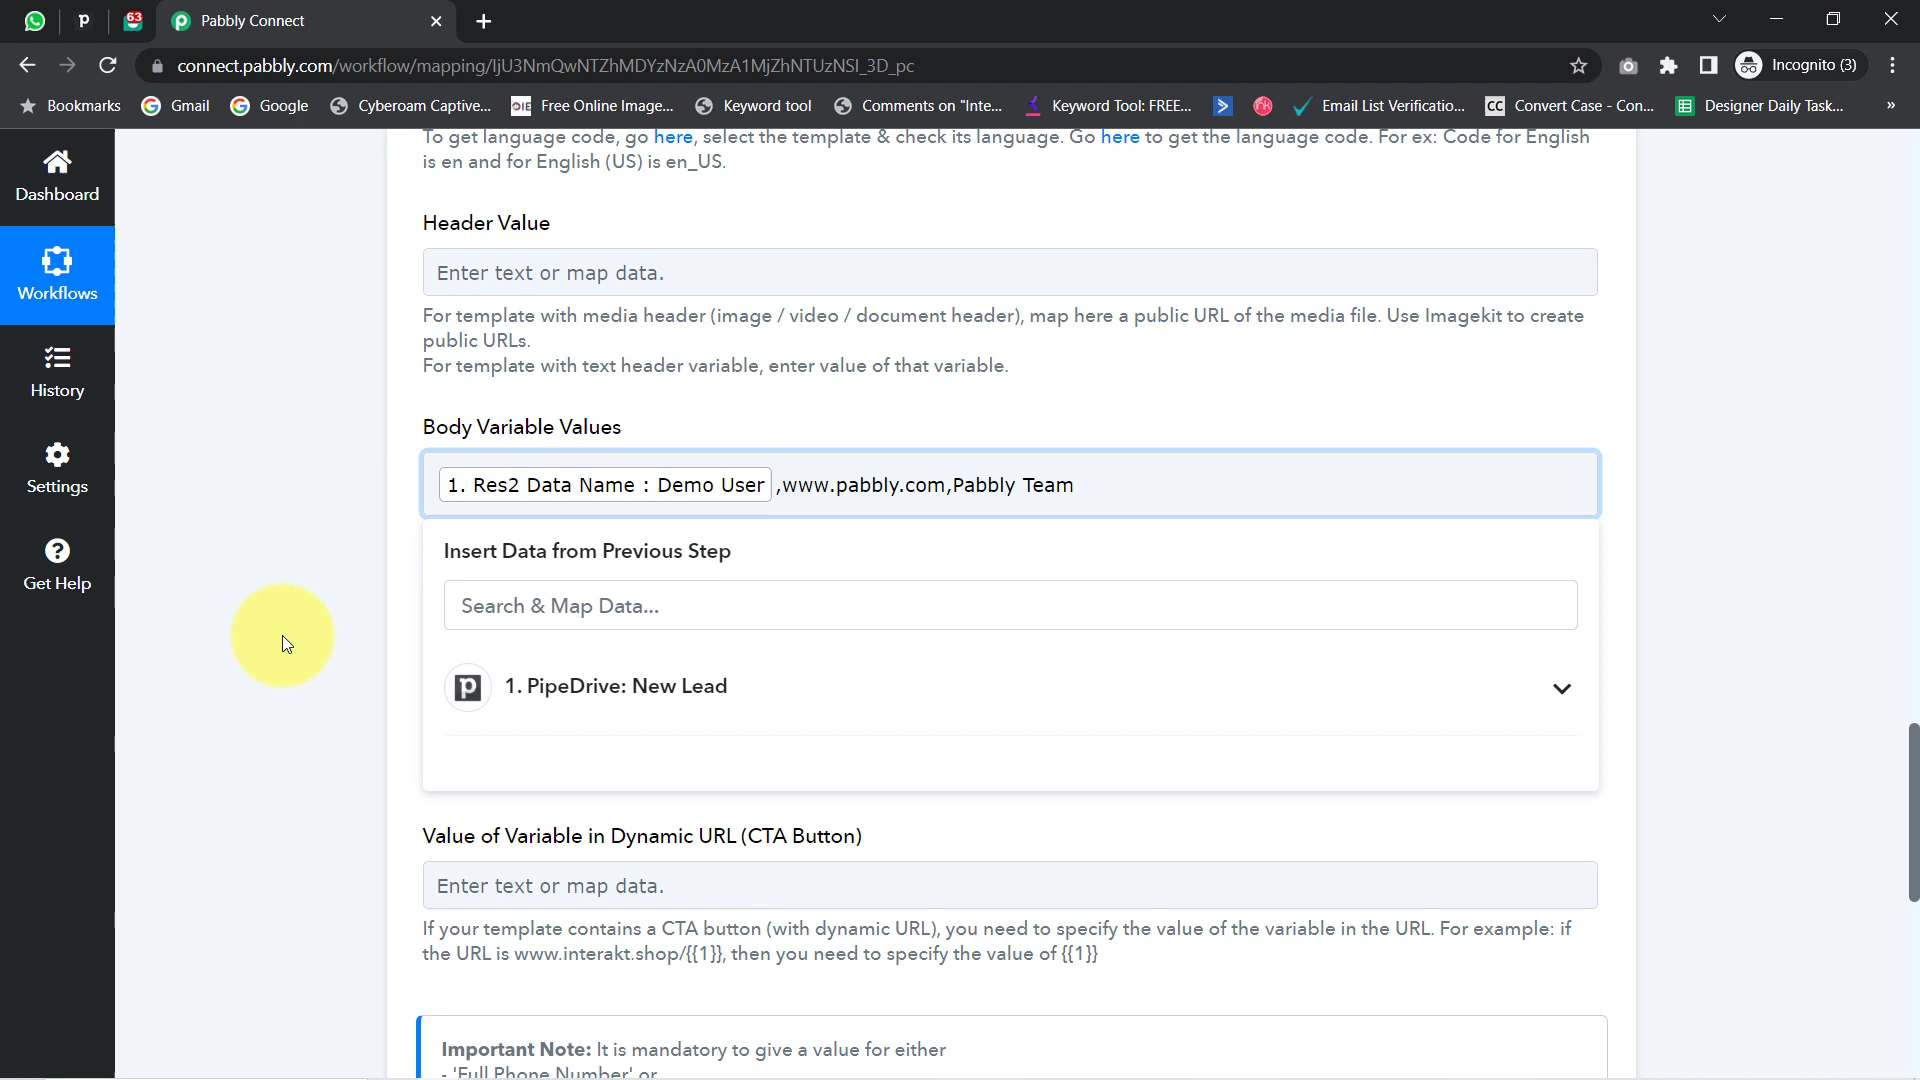 63
Pabbly Connect
connect.pabbly.com/workflow/mapping/IjU3NmQwNTZhMDYzNzA0MzA1MjZhNTUzNSI_3D_pc
Incognito (3)
Bookmarks Gmail Google Cyberoam Captive... Free Online Image... Keyword tool Comments on "Inte... Keyword Tool: FREE... Email List Verificatio... CC Convert Case - Con... Designer Daily Task... »
Dashboard
Workflows
History
Settings
Get Help
To get language code, go here, select the template & check its language. Go here to get the language code. For ex: Code for English
is en and for English (US) is en_US.
Header Value
Enter text or map data.
For template with media header (image / video / document header), map here a public URL of the media file. Use Imagekit to create
public URLs.
For template with text header variable, enter value of that variable.
Body Variable Values
1. Res2 Data Name : Demo User ,www.pabbly.com,Pabbly Team
Insert Data from Previous Step
Search & Map Data...
1. PipeDrive: New Lead
Value of Variable in Dynamic URL (CTA Button)
Enter text or map data.
If your template contains a CTA button (with dynamic URL), you need to specify the value of the variable in the URL. For example: if
the URL is www.interakt.shop/{{1}}, then you need to specify the value of {{1}}
Important Note: It is mandatory to give a value for either
- 'Full Phone Number' or